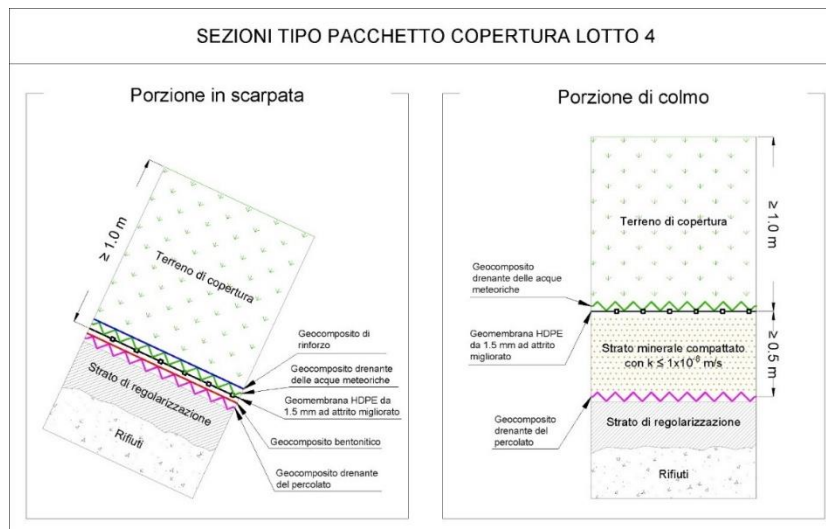 SEZIONI TIPO PACCHETTO COPERTURA LOTTO 4
Porzione in scarpata
≥ 1.0 m
Terreno di copertura
Geocomposito di
rinforzo
Geocomposito drenante
delle acque meteoriche
Geomembrana HDPE da
1.5 mm ad attrito migliorato
Geocomposito bentonitico
Geocomposito drenante
del percolato
Strato di regolarizzazione
Rifiuti
Porzione di colmo
≥ 1.0 m
Terreno di copertura
Geocomposito
drenante delle acque
meteoriche
Geomembrana HDPE
da 1.5 mm ad attrito
migliorato
Strato minerale compattato
con k ≤ 1x10⁻⁸ m/s
≥ 0.5 m
Geocomposito
drenante del
percolato
Strato di regolarizzazione
Rifiuti